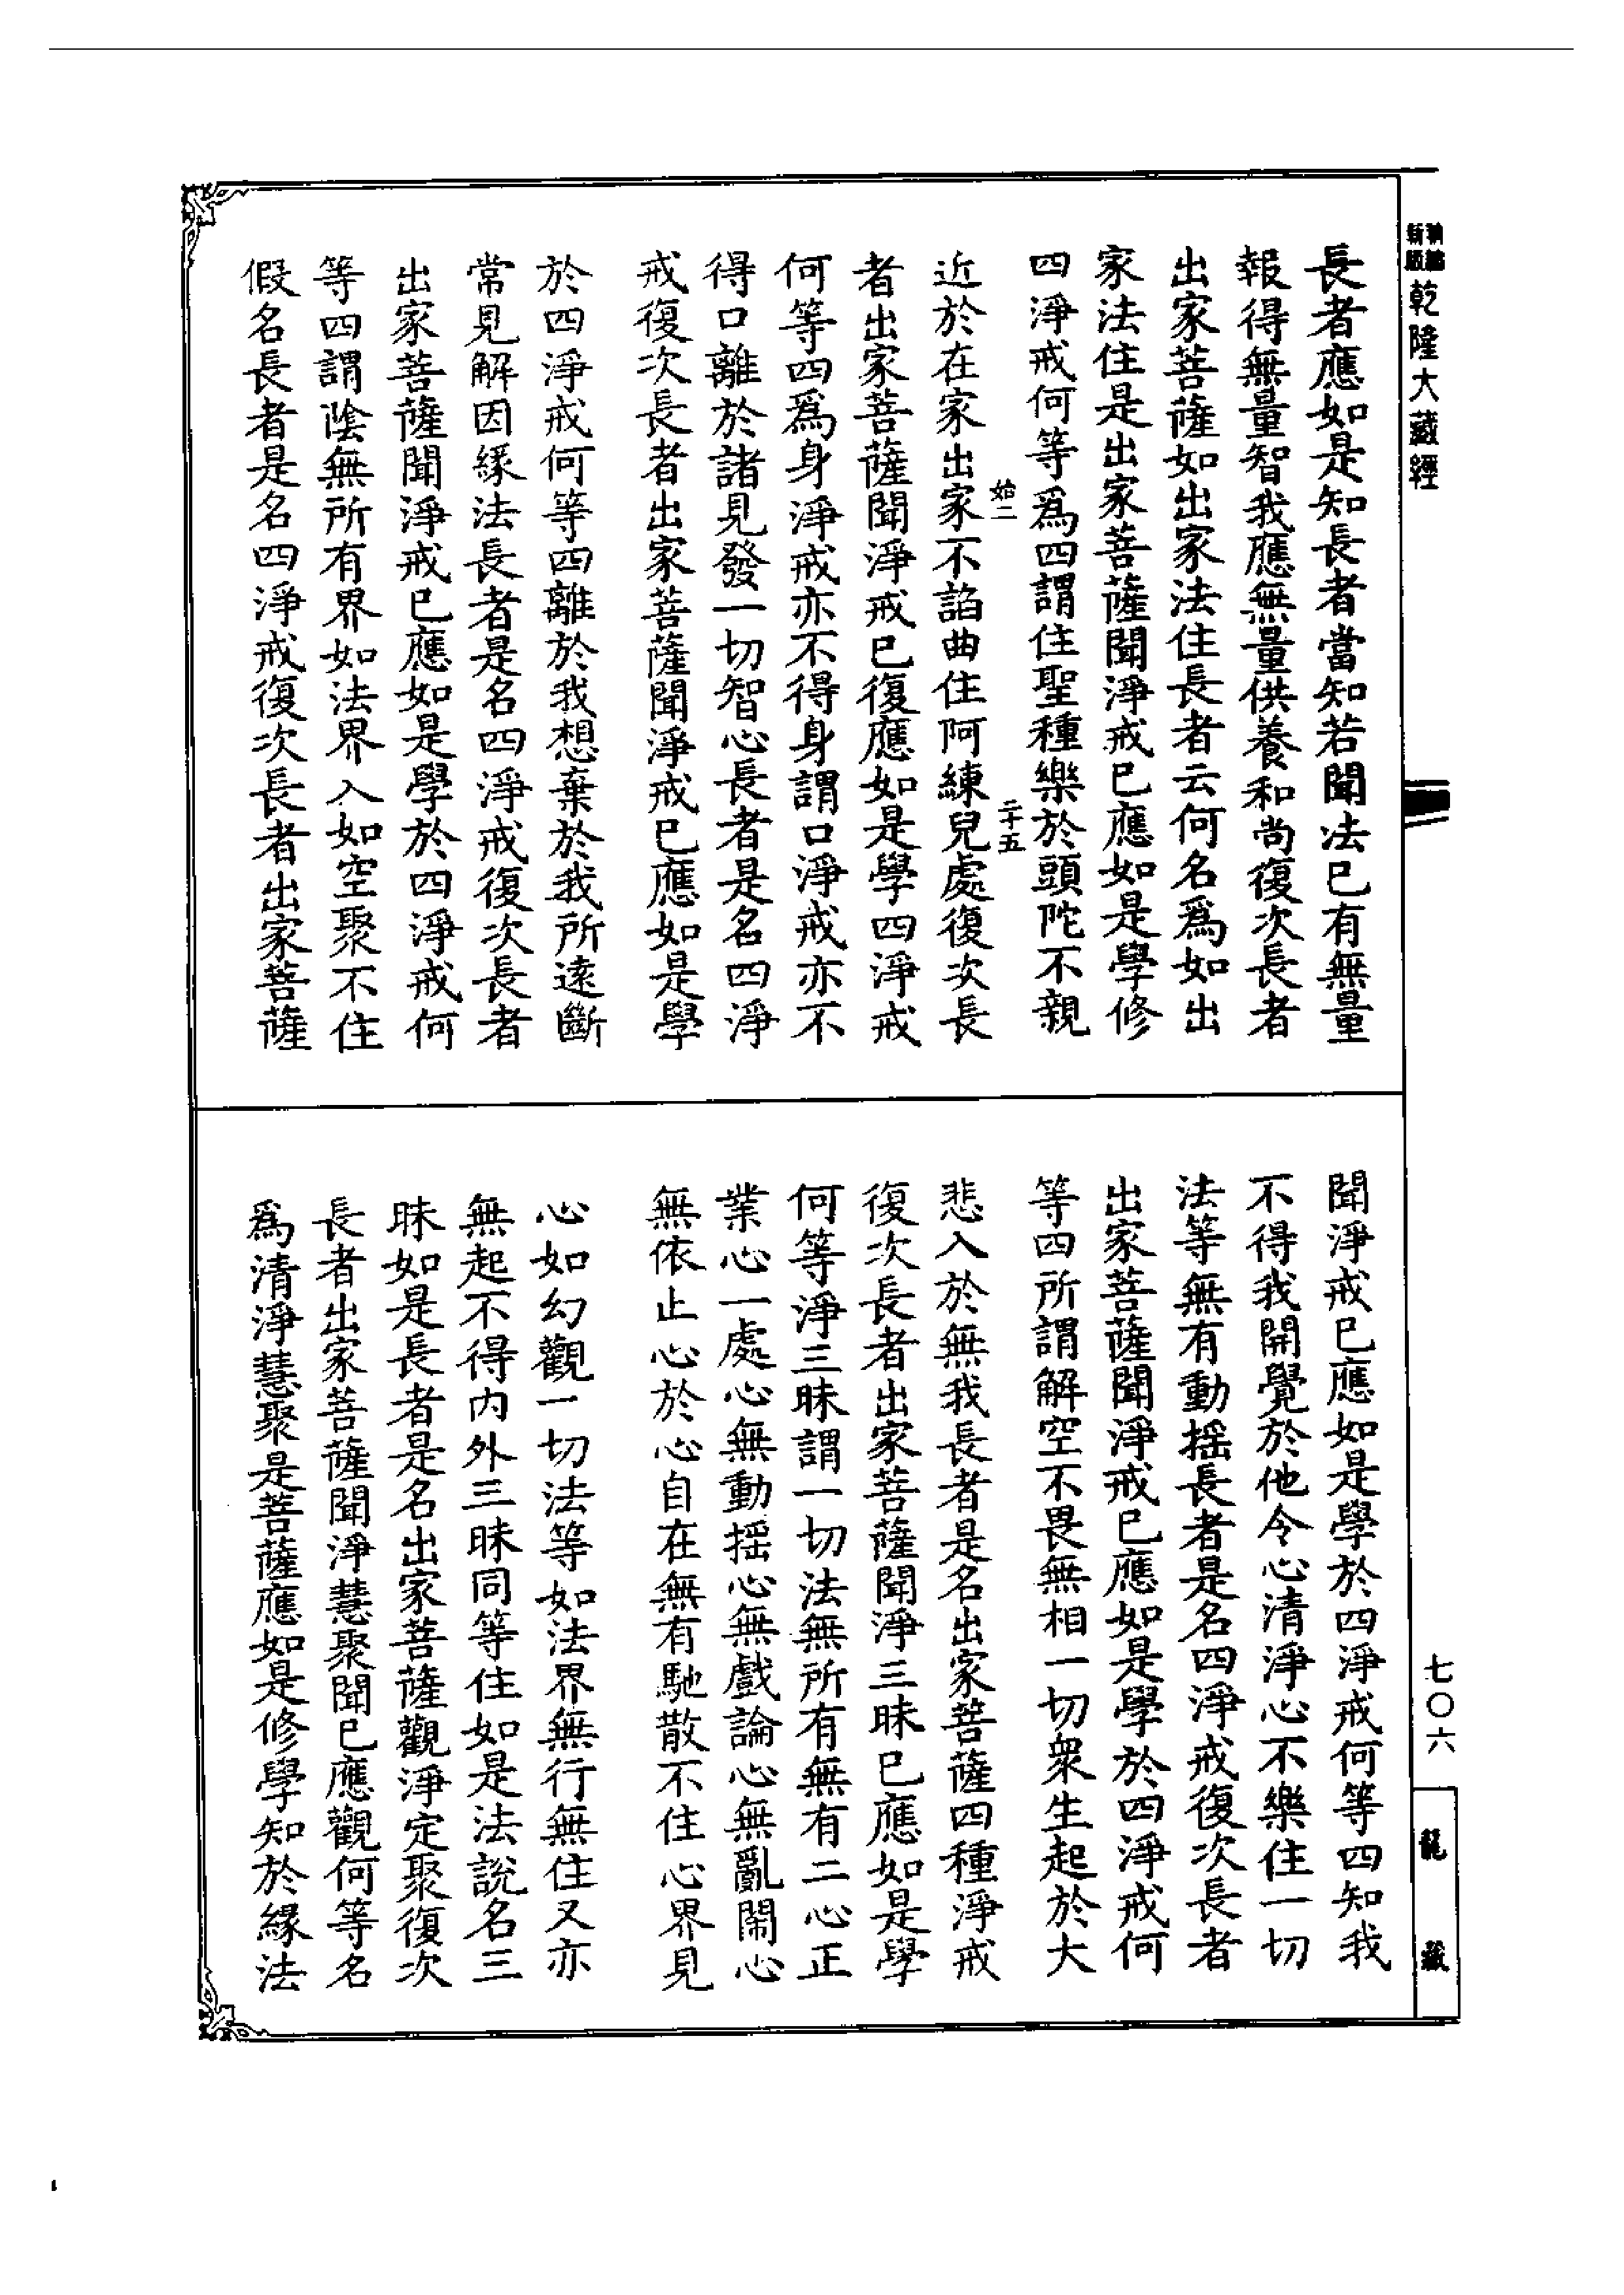 新編
新版
乾隆大藏經
長者應如是知長者當知若聞法已有無量
報得無量智我應無量供養和尚復次長者
出家菩薩如出家法住長者云何名爲如出
家法住是出家菩薩聞淨戒已應如是學修
四淨戒何等爲四謂住聖種樂於頭陀不親
近於在家出家不諂曲住阿練兒處復次長
者出家菩薩聞淨戒已復應如是學四淨戒
何等四爲身淨戒亦不得身謂口淨戒亦不
得口離於諸見發一切智心長者是名四淨
戒復次長者出家菩薩聞淨戒已應如是學
於四淨戒何等四離於我想棄於我所遠斷
常見解因緣法長者是名四淨戒復次長者
出家菩薩聞淨戒已應如是學於四淨戒何
等四謂陰無所有界如法界入如空聚不住
假名長者是名四淨戒復次長者出家菩薩
始二
二十五
聞淨戒已應如是學於四淨戒何等四知我
不得我開覺於他令心清淨心不樂住一切
法等無有動搖長者是名四淨戒復次長者
出家菩薩聞淨戒已應如是學於四淨戒何
等四所謂解空不畏無相一切衆生起於大
悲入於無我長者是名出家菩薩四種淨戒
復次長者出家菩薩聞淨三昧已應如是學
何等淨三昧謂一切法無所有無有二心正
業心一處心無動搖心無戲論心無亂鬧心
無依止心於心自在無有馳散不住心界見
心如幻觀一切法等如法界無行無住又亦
無起不得内外三昧同等住如是法説名三
昧如是長者是名出家菩薩觀淨定聚復次
長者出家菩薩聞淨慧聚聞已應觀何等名
爲清淨慧聚是菩薩應如是修學知於緣法
七〇六
龍藏